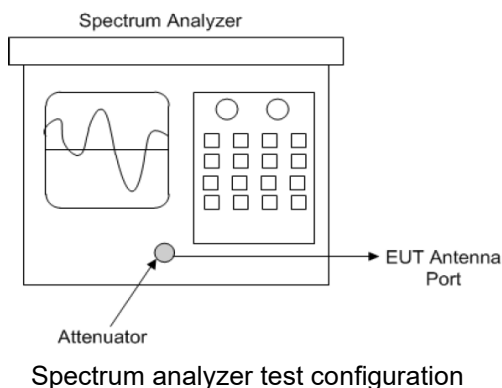 Spectrum Analyzer
EUT Antenna
Port
Attenuator
Spectrum analyzer test configuration